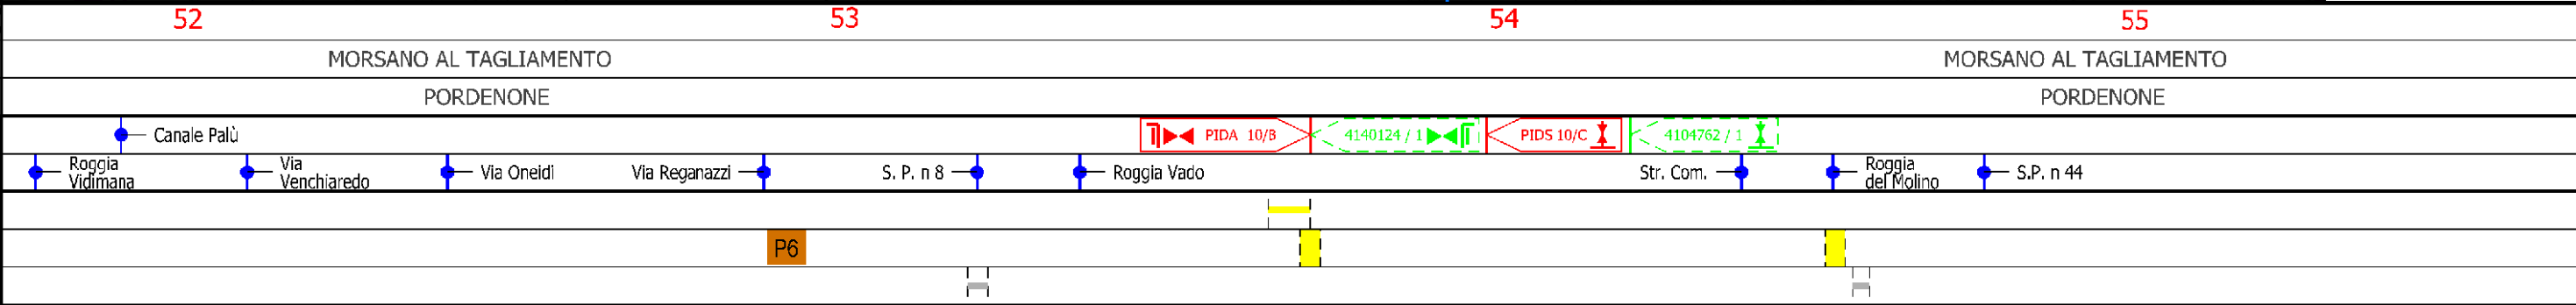 52 53 54 55
MORSANO AL TAGLIAMENTO MORSANO AL TAGLIAMENTO
PORDENONE PORDENONE
Canale Palù PIDA 10/B 4140124 / 1 PIDS 10/C 4104762 / 1
Roggia
Vidimana
Via
Venchiaredo
Via Oneidi
Via Reganazzi
S. P. n 8
Roggia Vado
Str. Com.
Roggia
del Molino
S.P. n 44
P6